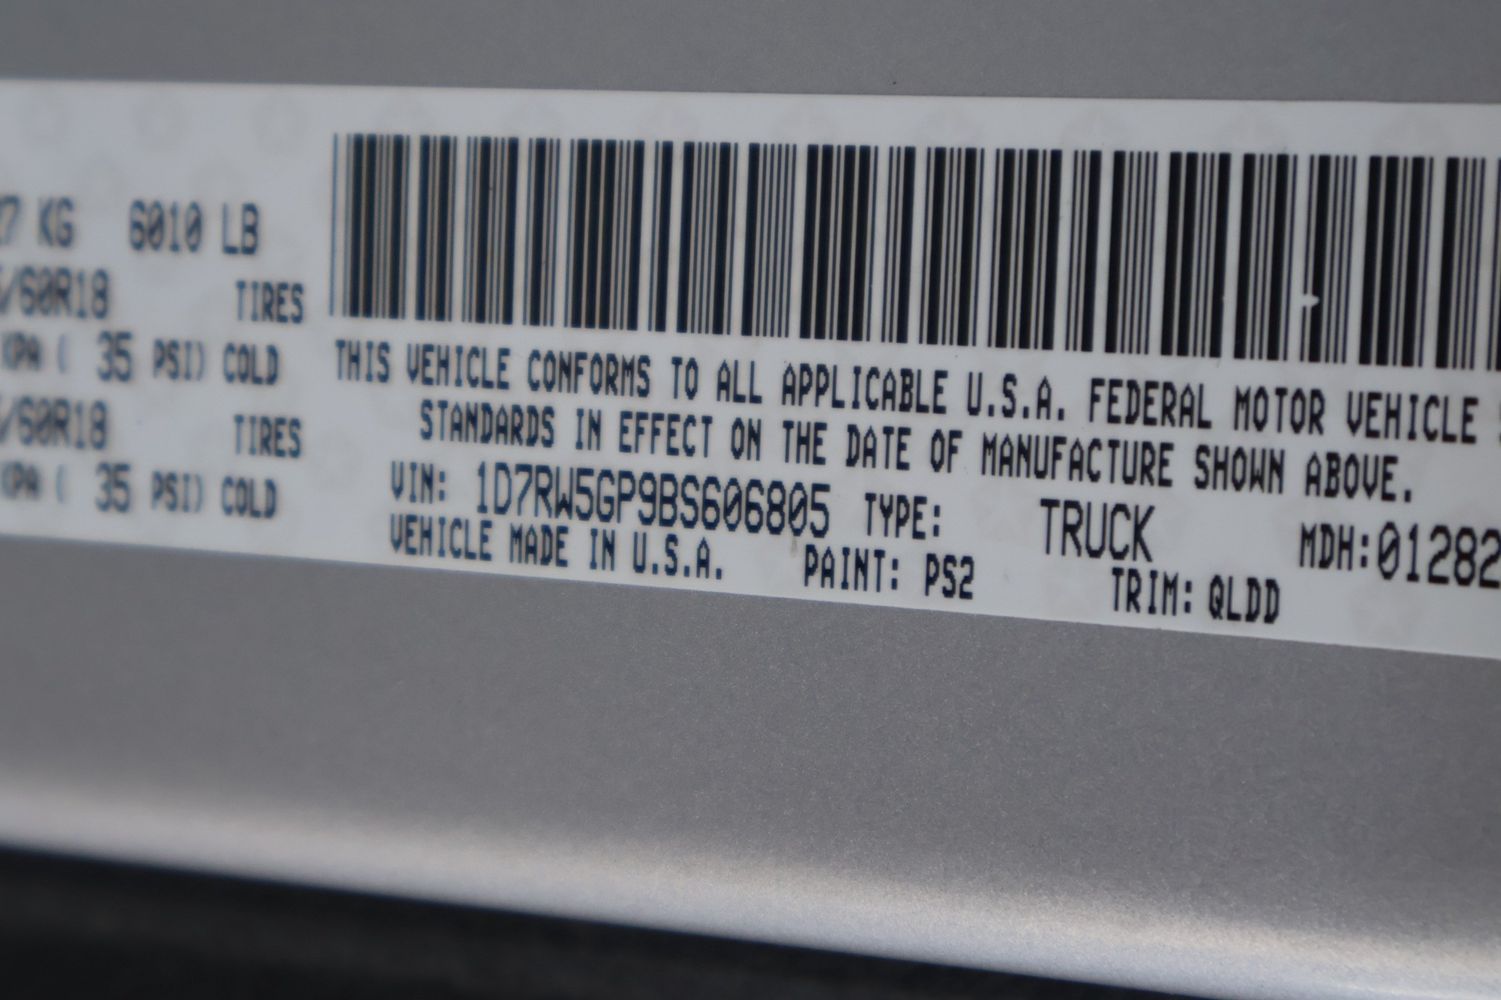 7 KG 6010 LB
/60R18 TIRES
KPA ( 35 PSI) COLD
/60R18 TIRES
KPA ( 35 PSI) COLD
THIS VEHICLE CONFORMS TO ALL APPLICABLE U.S.A. FEDERAL MOTOR VEHICLE
STANDARDS IN EFFECT ON THE DATE OF MANUFACTURE SHOWN ABOVE.
VIN: 1D7RW5GP9BS606805 TYPE: TRUCK MDH: 01282
VEHICLE MADE IN U.S.A. PAINT: PS2 TRIM: QLDD